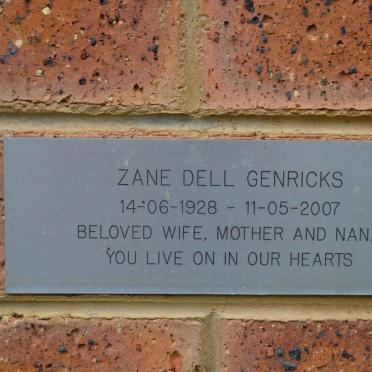 ZANE DELL GENRICKS
14-06-1928 - 11-05-2007
BELOVED WIFE, MOTHER AND NAN.
YOU LIVE ON IN OUR HEARTS